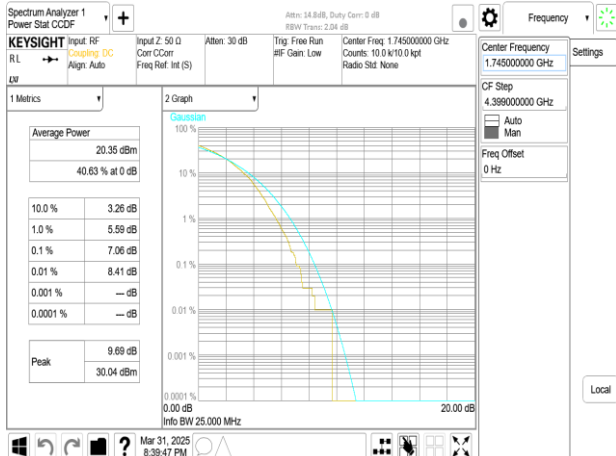 Spectrum Analyzer 1
Power Stat CCDF
+
Attn: 14.8dB, Duty Corr: 0 dB
RBW Trans: 2.04 dB
Frequency
KEYSIGHT
RL
LXI
Input: RF
Coupling: DC
Align: Auto
Input Z: 50 Ω
Corr CCorr
Freq Ref: Int (S)
Atten: 30 dB
Trig: Free Run
#IF Gain: Low
Center Freq: 1.745000000 GHz
Counts: 10.0 k/10.0 kpt
Radio Std: None
Center Frequency
1.745000000 GHz
Settings
CF Step
4.399000000 GHz
Auto
Man
Freq Offset
0 Hz
1 Metrics
2 Graph
Average Power
20.35 dBm
40.63 % at 0 dB
10.0 % 3.26 dB
1.0 % 5.59 dB
0.1 % 7.06 dB
0.01 % 8.41 dB
0.001 % --- dB
0.0001 % --- dB
Peak
9.69 dB
30.04 dBm
Gaussian
100 %
10 %
1 %
0.1 %
0.01 %
0.001 %
0.0001 %
0.00 dB
20.00 dB
Info BW 25.000 MHz
Local
?
Mar 31, 2025
8:39:47 PM